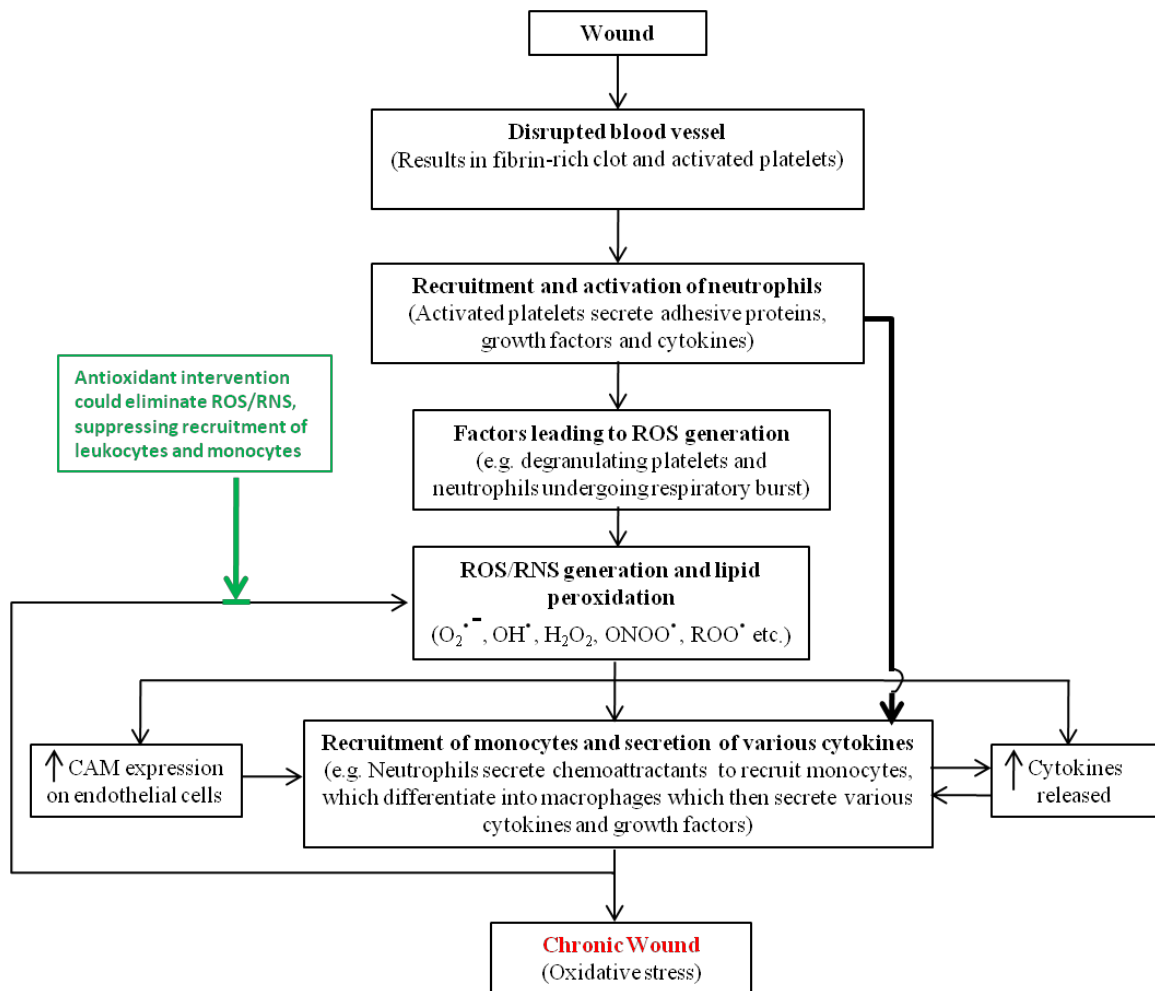 Wound
Disrupted blood vessel
(Results in fibrin-rich clot and activated platelets)
Recruitment and activation of neutrophils
(Activated platelets secrete adhesive proteins,
growth factors and cytokines)
Antioxidant intervention
could eliminate ROS/RNS,
suppressing recruitment of
leukocytes and monocytes
Factors leading to ROS generation
(e.g. degranulating platelets and
neutrophils undergoing respiratory burst)
ROS/RNS generation and lipid
peroxidation
(O₂•⁻, OH•, H₂O₂, ONOO•, ROO• etc.)
↑ CAM expression
on endothelial cells
Recruitment of monocytes and secretion of various cytokines
(e.g. Neutrophils secrete chemoattractants to recruit monocytes,
which differentiate into macrophages which then secrete various
cytokines and growth factors)
↑ Cytokines
released
Chronic Wound
(Oxidative stress)